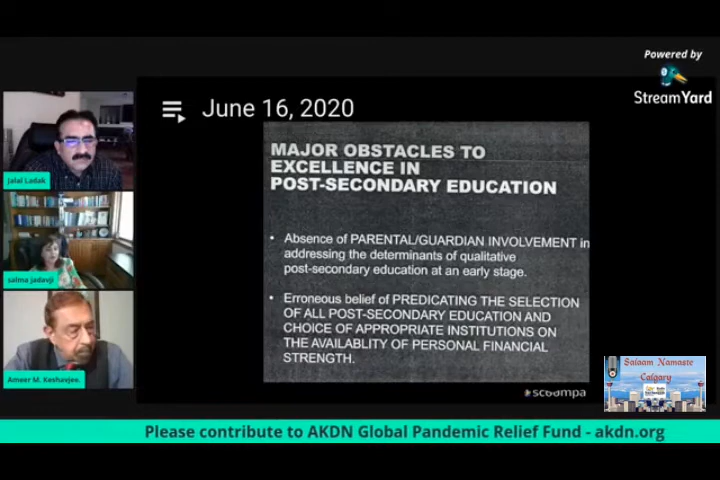 Powered by
StreamYard
June 16, 2020
MAJOR OBSTACLES TO
EXCELLENCE IN
POST-SECONDARY EDUCATION
• Absence of PARENTAL/GUARDIAN INVOLVEMENT in
addressing the determinants of qualitative
post-secondary education at an early stage.
• Erroneous belief of PREDICATING THE SELECTION
OF ALL POST-SECONDARY EDUCATION AND
CHOICE OF APPROPRIATE INSTITUTIONS ON
THE AVAILABLITY OF PERSONAL FINANCIAL
STRENGTH.
Jalal Ladak
salma jadavji
Ameer M. Keshavjee.
Salaam Namaste
Calgary
Please contribute to AKDN Global Pandemic Relief Fund - akdn.org